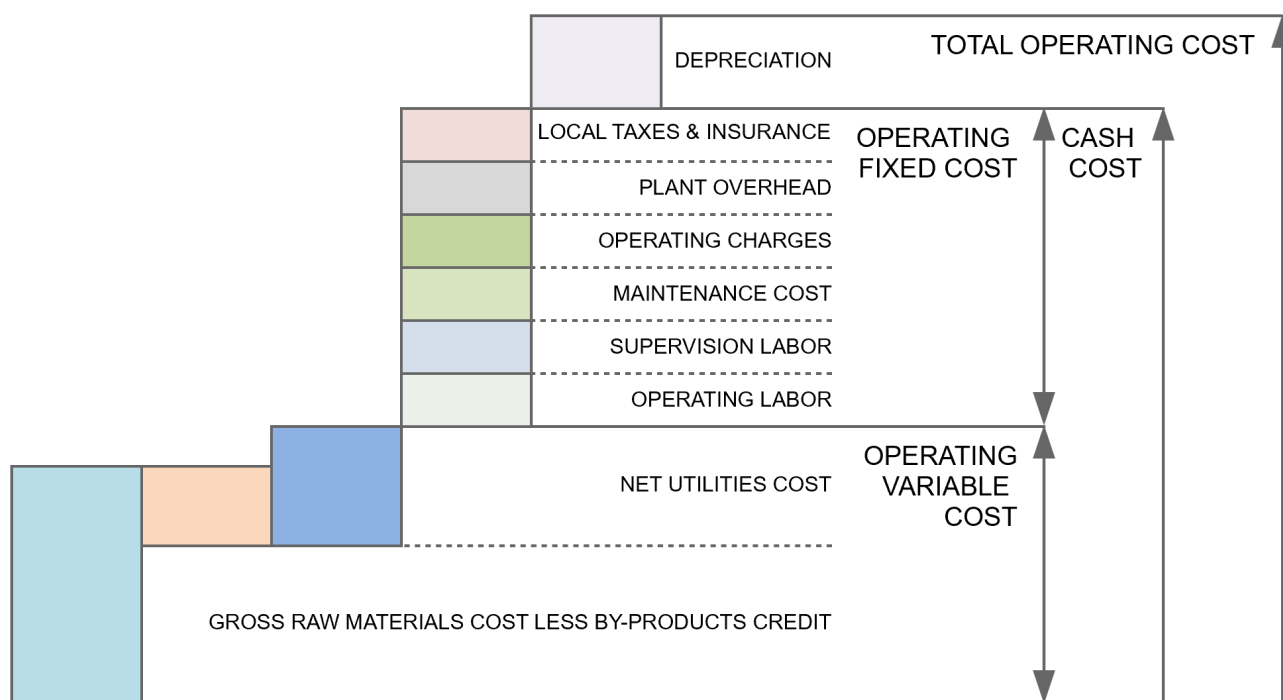 TOTAL OPERATING COST
DEPRECIATION
LOCAL TAXES & INSURANCE
OPERATING
FIXED COST
CASH
COST
PLANT OVERHEAD
OPERATING CHARGES
MAINTENANCE COST
SUPERVISION LABOR
OPERATING LABOR
OPERATING
VARIABLE
COST
NET UTILITIES COST
GROSS RAW MATERIALS COST LESS BY-PRODUCTS CREDIT